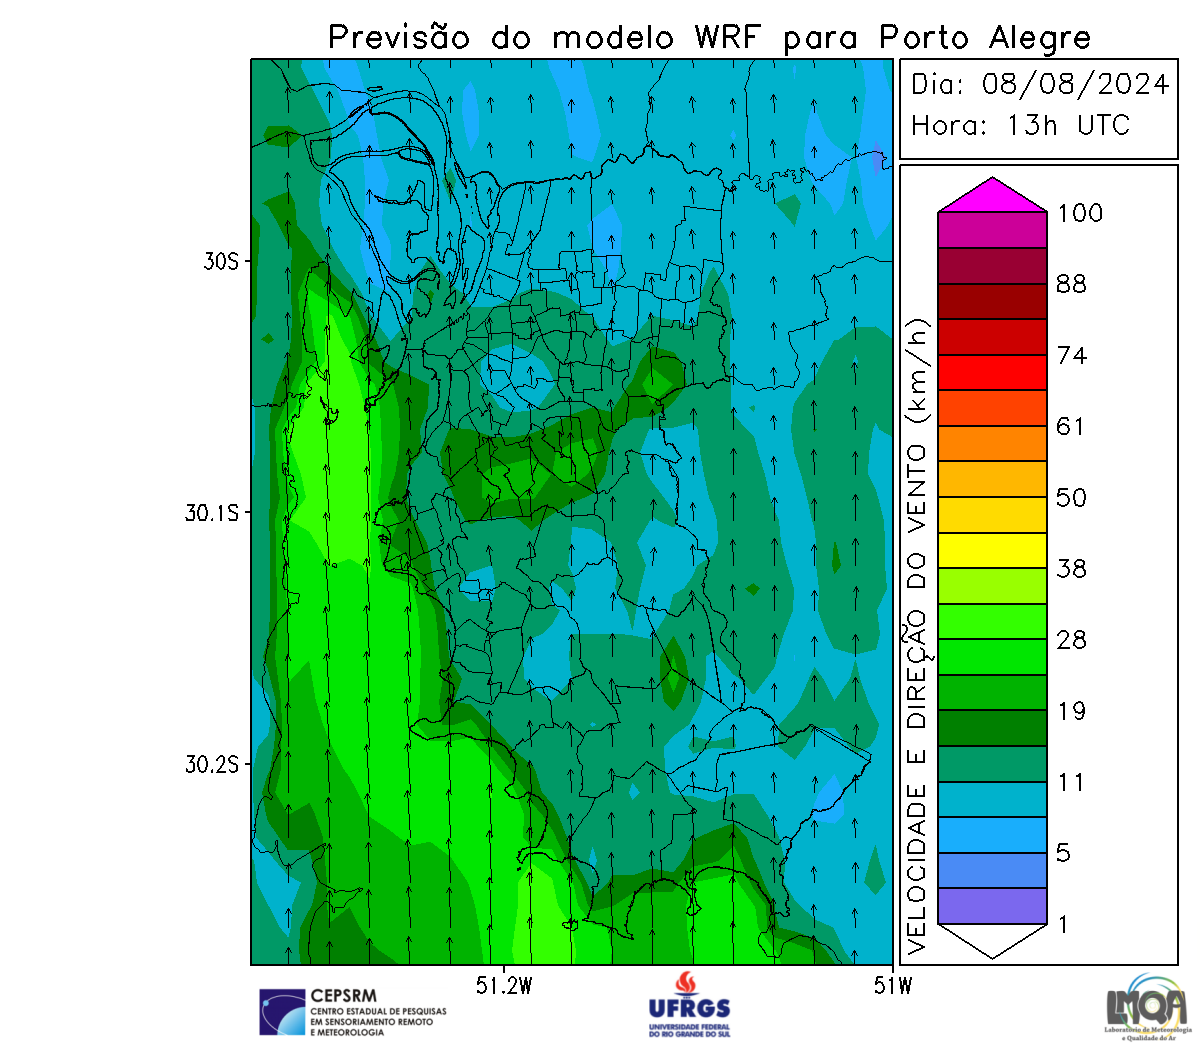 Previsão do modelo WRF para Porto Alegre
Dia: 08/08/2024
Hora: 13h UTC
30S
30.1S
30.2S
51.2W
51W
VELOCIDADE E DIREÇÃO DO VENTO (km/h)
100
88
74
61
50
38
28
19
11
5
1
CEPSRM
CENTRO ESTADUAL DE PESQUISAS
EM SENSORIAMENTO REMOTO
E METEOROLOGIA
UFRGS
UNIVERSIDADE FEDERAL
DO RIO GRANDE DO SUL
LMQA
Laboratório de Meteorologia
e Qualidade do Ar